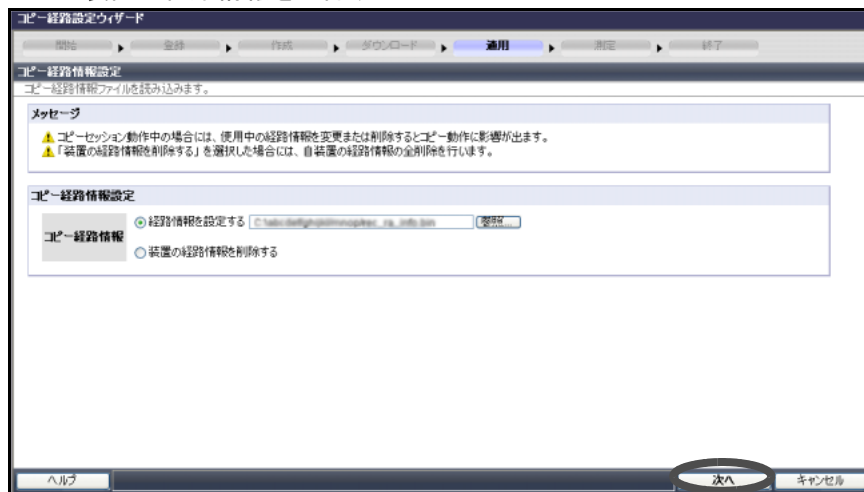 コピー経路設定ウィザード
開始 登録 作成 ダウンロード 適用 測定 終了
コピー経路情報設定
コピー経路情報ファイルを読み込みます。
メッセージ
コピーセッション動作中の場合には、使用中の経路情報を変更または削除するとコピー動作に影響が出ます。
「装置の経路情報を削除する」を選択した場合には、自装置の経路情報の全削除を行います。
コピー経路情報設定
コピー経路情報
経路情報を設定する
参照...
装置の経路情報を削除する
ヘルプ 次へ キャンセル